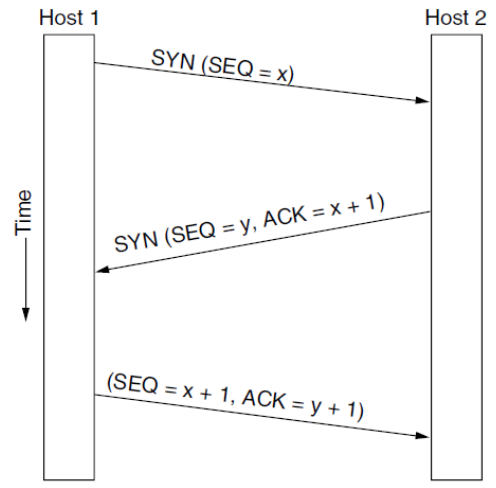 Host 1
Host 2
SYN (SEQ = x)
Time
SYN (SEQ = y, ACK = x + 1)
(SEQ = x + 1, ACK = y + 1)